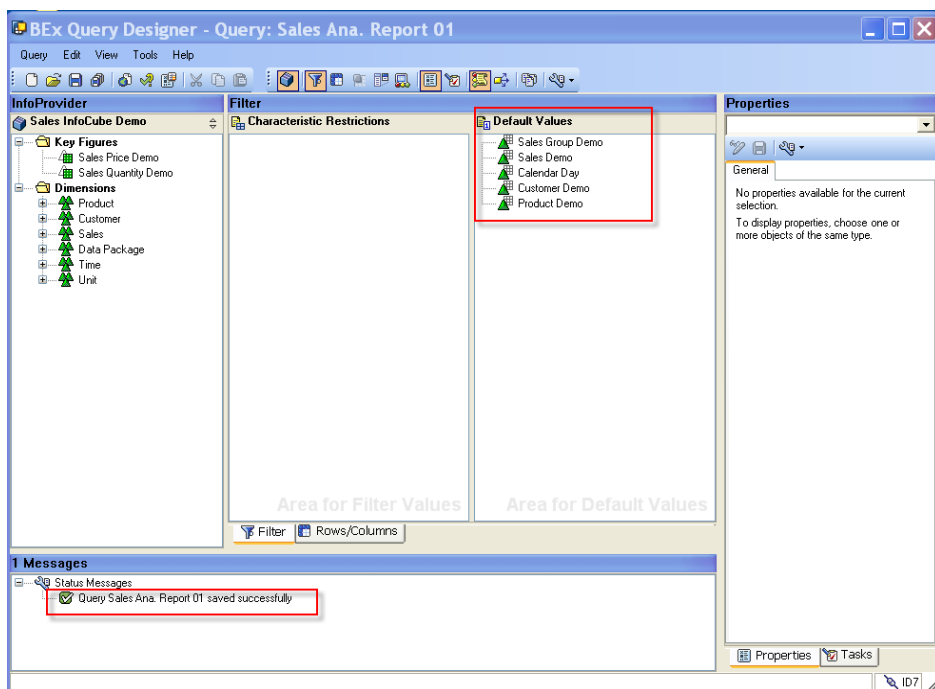 BEx Query Designer - Query: Sales Ana. Report 01
Query Edit View Tools Help
InfoProvider
Sales InfoCube Demo
Key Figures
Sales Price Demo
Sales Quantity Demo
Dimensions
Product
Customer
Sales
Data Package
Time
Unit
Filter
Characteristic Restrictions
Area for Filter Values
Default Values
Sales Group Demo
Sales Demo
Calendar Day
Customer Demo
Product Demo
Area for Default Values
Filter Rows/Columns
Properties
General
No properties available for the current
selection.
To display properties, choose one or
more objects of the same type.
Properties Tasks
1 Messages
Status Messages
Query Sales Ana. Report 01 saved successfully
ID7